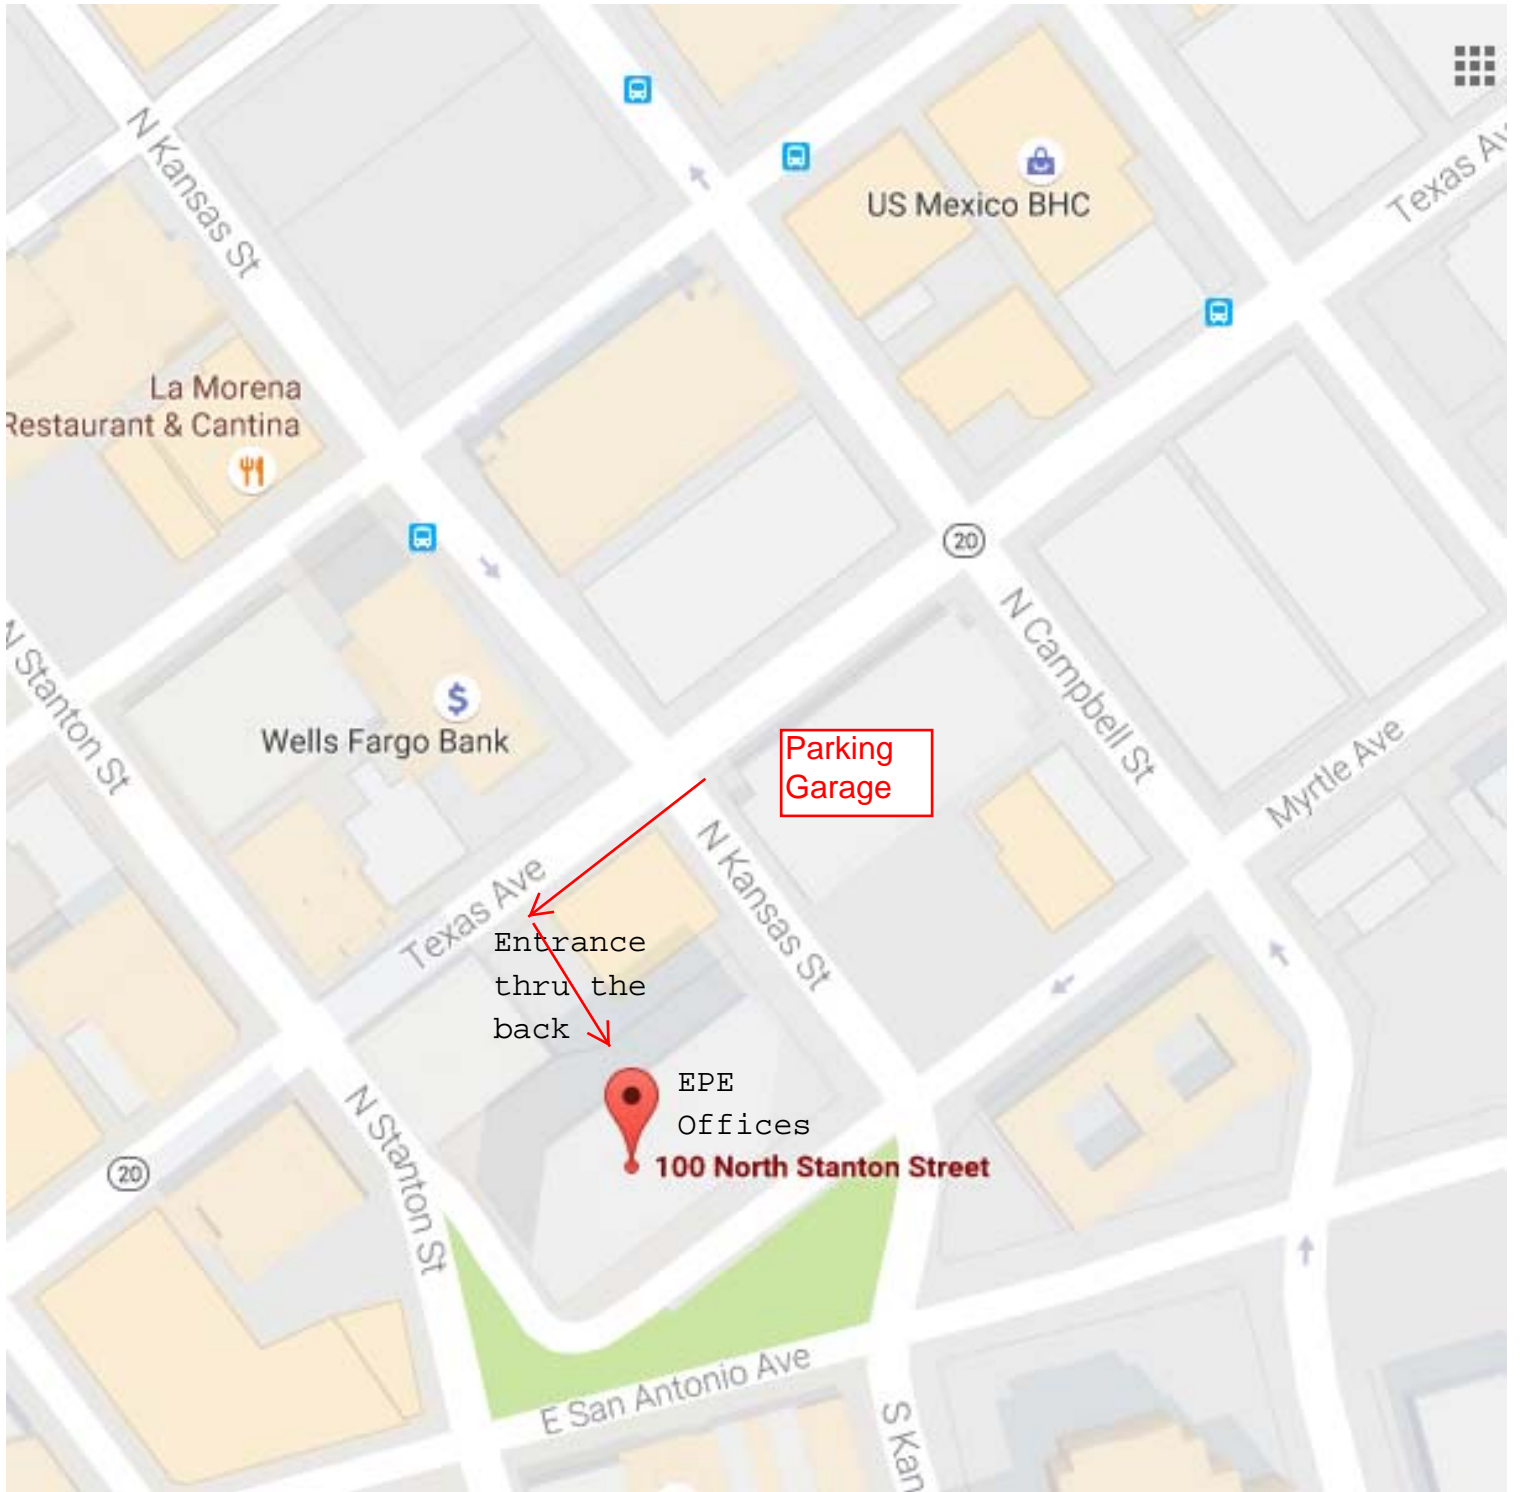 N Kansas St
US Mexico BHC
Texas Av
La Morena
Restaurant & Cantina
20
N Stanton St
N Campbell St
Wells Fargo Bank
$
Parking
Garage
Myrtle Ave
N Kansas St
Texas Ave
Entrance
thru the
back
EPE
Offices
100 North Stanton Street
N Stanton St
20
E San Antonio Ave
S Kan